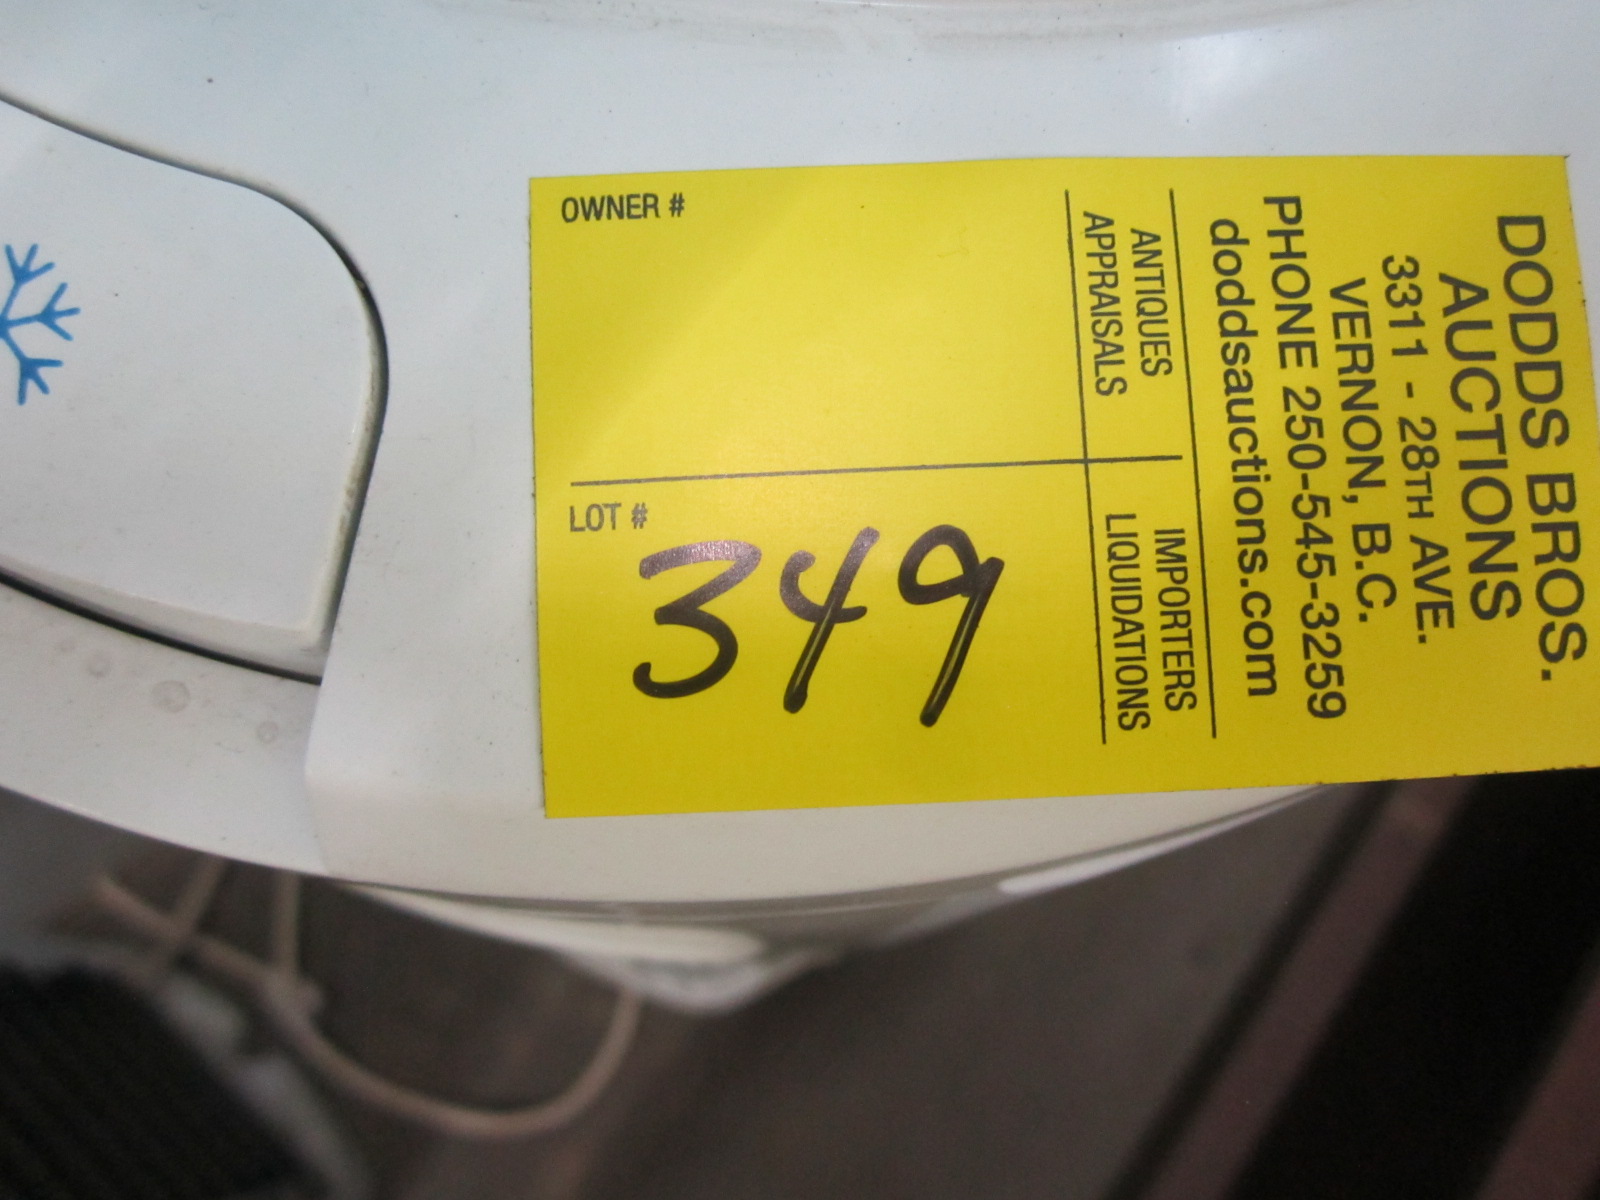 DODDS BROS.
AUCTIONS
3311 - 28TH AVE.
VERNON, B.C.
PHONE 250-545-3259
doddsauctions.com
ANTIQUES
APPRAISALS
IMPORTERS
LIQUIDATIONS
OWNER #
LOT #
349